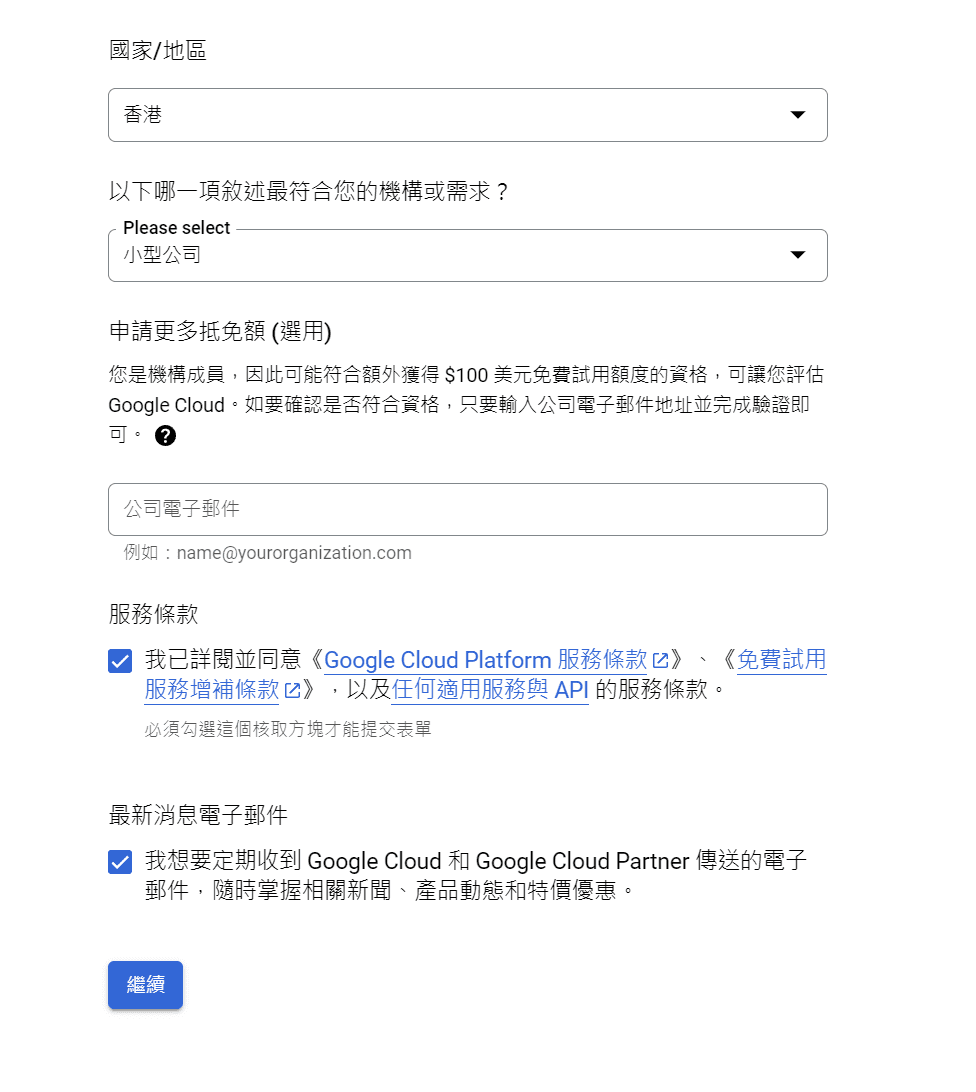 國家/地區
香港
以下哪一項敘述最符合您的機構或需求？
Please select
小型公司
申請更多抵免額 (選用)
您是機構成員，因此可能符合額外獲得 $100 美元免費試用額度的資格，可讓您評估
Google Cloud。如要確認是否符合資格，只要輸入公司電子郵件地址並完成驗證即
可。
公司電子郵件
例如：name@yourorganization.com
服務條款
我已詳閱並同意《Google Cloud Platform 服務條款》、《免費試用
服務增補條款》，以及任何適用服務與 API 的服務條款。
必須勾選這個核取方塊才能提交表單
最新消息電子郵件
我想要定期收到 Google Cloud 和 Google Cloud Partner 傳送的電子
郵件，隨時掌握相關新聞、產品動態和特價優惠。
繼續